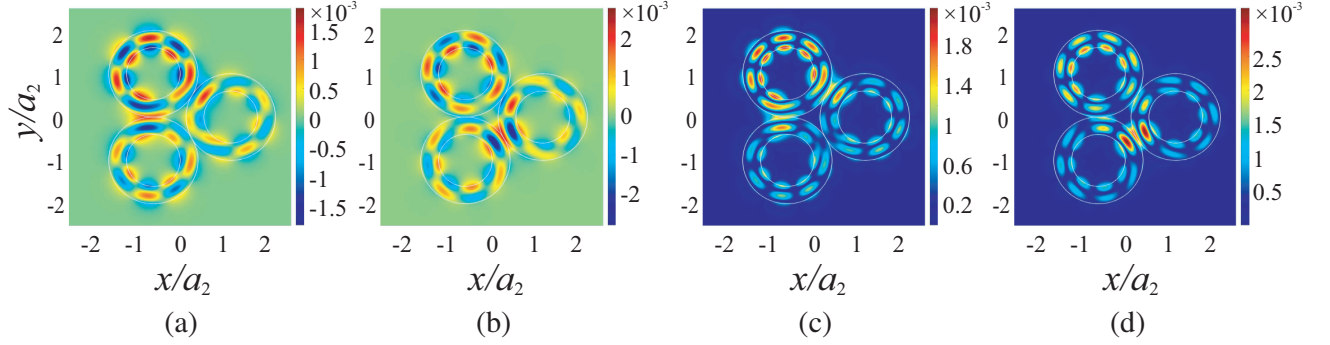 ×10⁻³ ×10⁻³ ×10⁻³ ×10⁻³
y/a₂
2 1 0 -1 -2
1.5 1 0.5 0 -0.5 -1 -1.5
2 1 0 -1 -2
2 1 0 -1 -2
2 1 0 -1 -2
1.8 1.4 1 0.6 0.2
2 1 0 -1 -2
2.5 2 1.5 1 0.5
-2 -1 0 1 2 -2 -1 0 1 2 -2 -1 0 1 2 -2 -1 0 1 2
x/a₂ x/a₂ x/a₂ x/a₂
(a) (b) (c) (d)